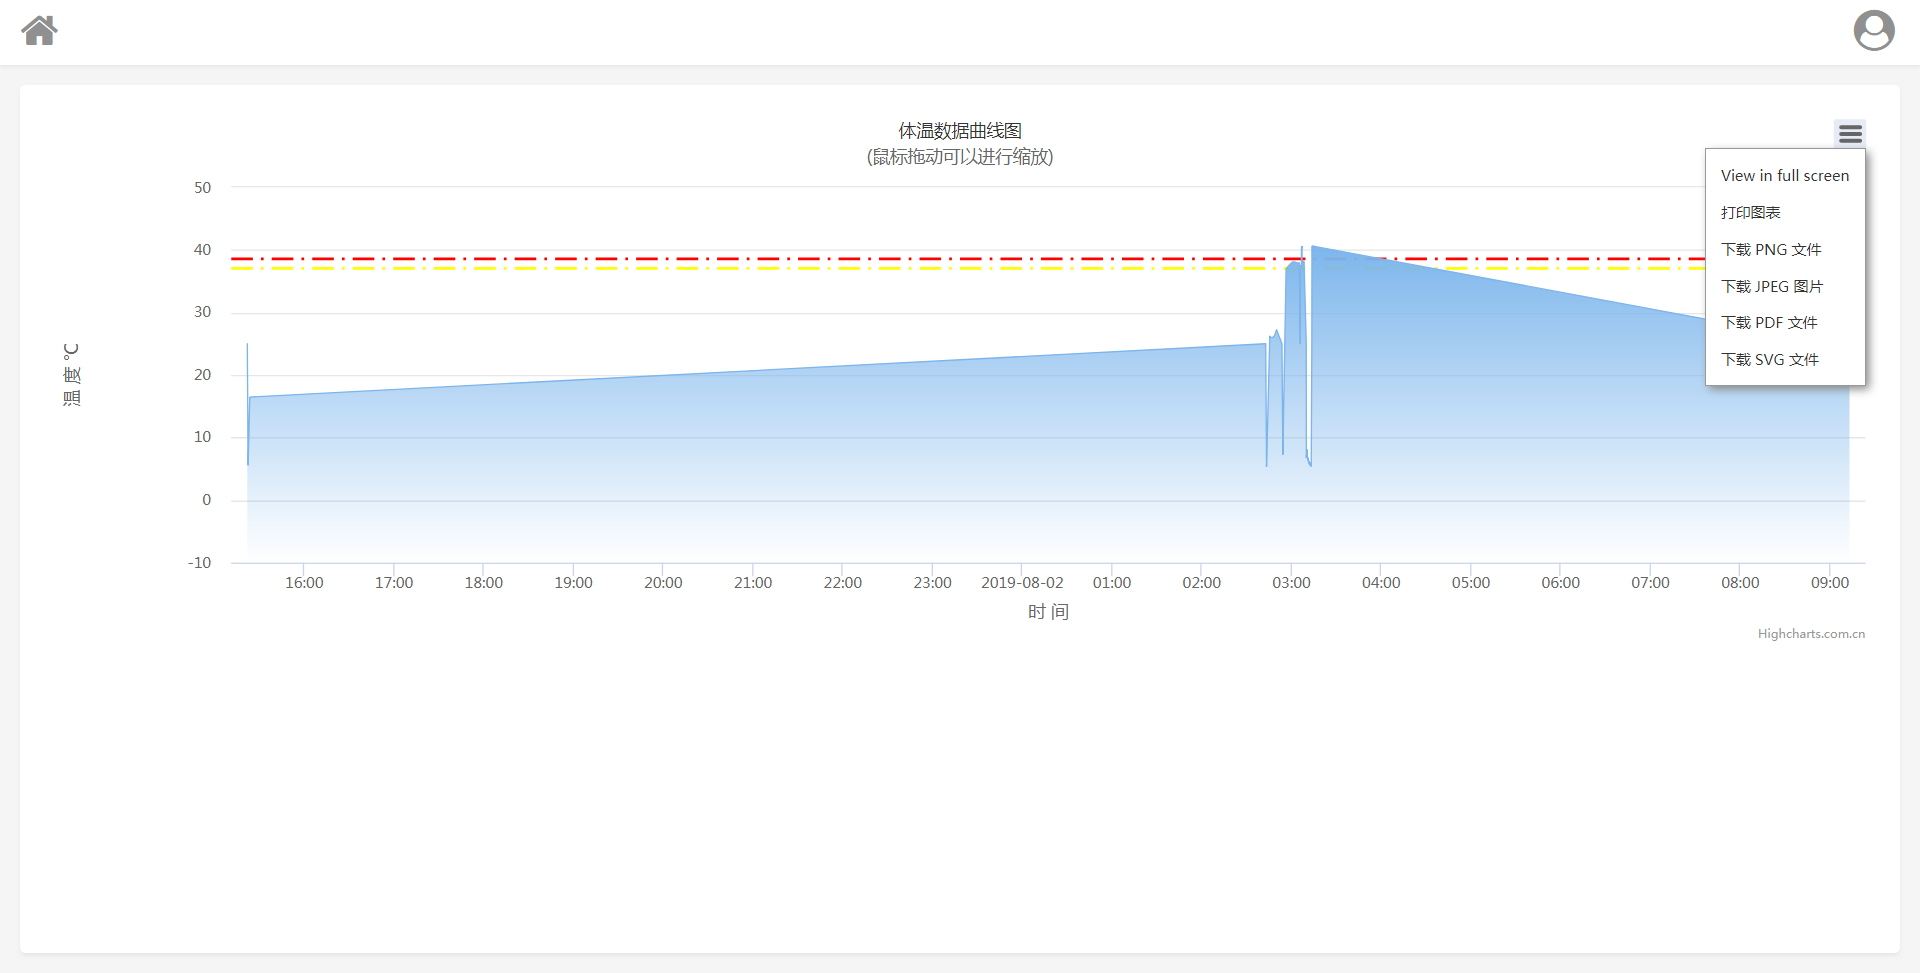 体温数据曲线图
(鼠标拖动可以进行缩放)
View in full screen
打印图表
下载 PNG 文件
下载 JPEG 图片
下载 PDF 文件
下载 SVG 文件
温 度 ℃
50
40
30
20
10
0
-10
16:00 17:00 18:00 19:00 20:00 21:00 22:00 23:00 2019-08-02 01:00 02:00 03:00 04:00 05:00 06:00 07:00 08:00 09:00
时 间
Highcharts.com.cn